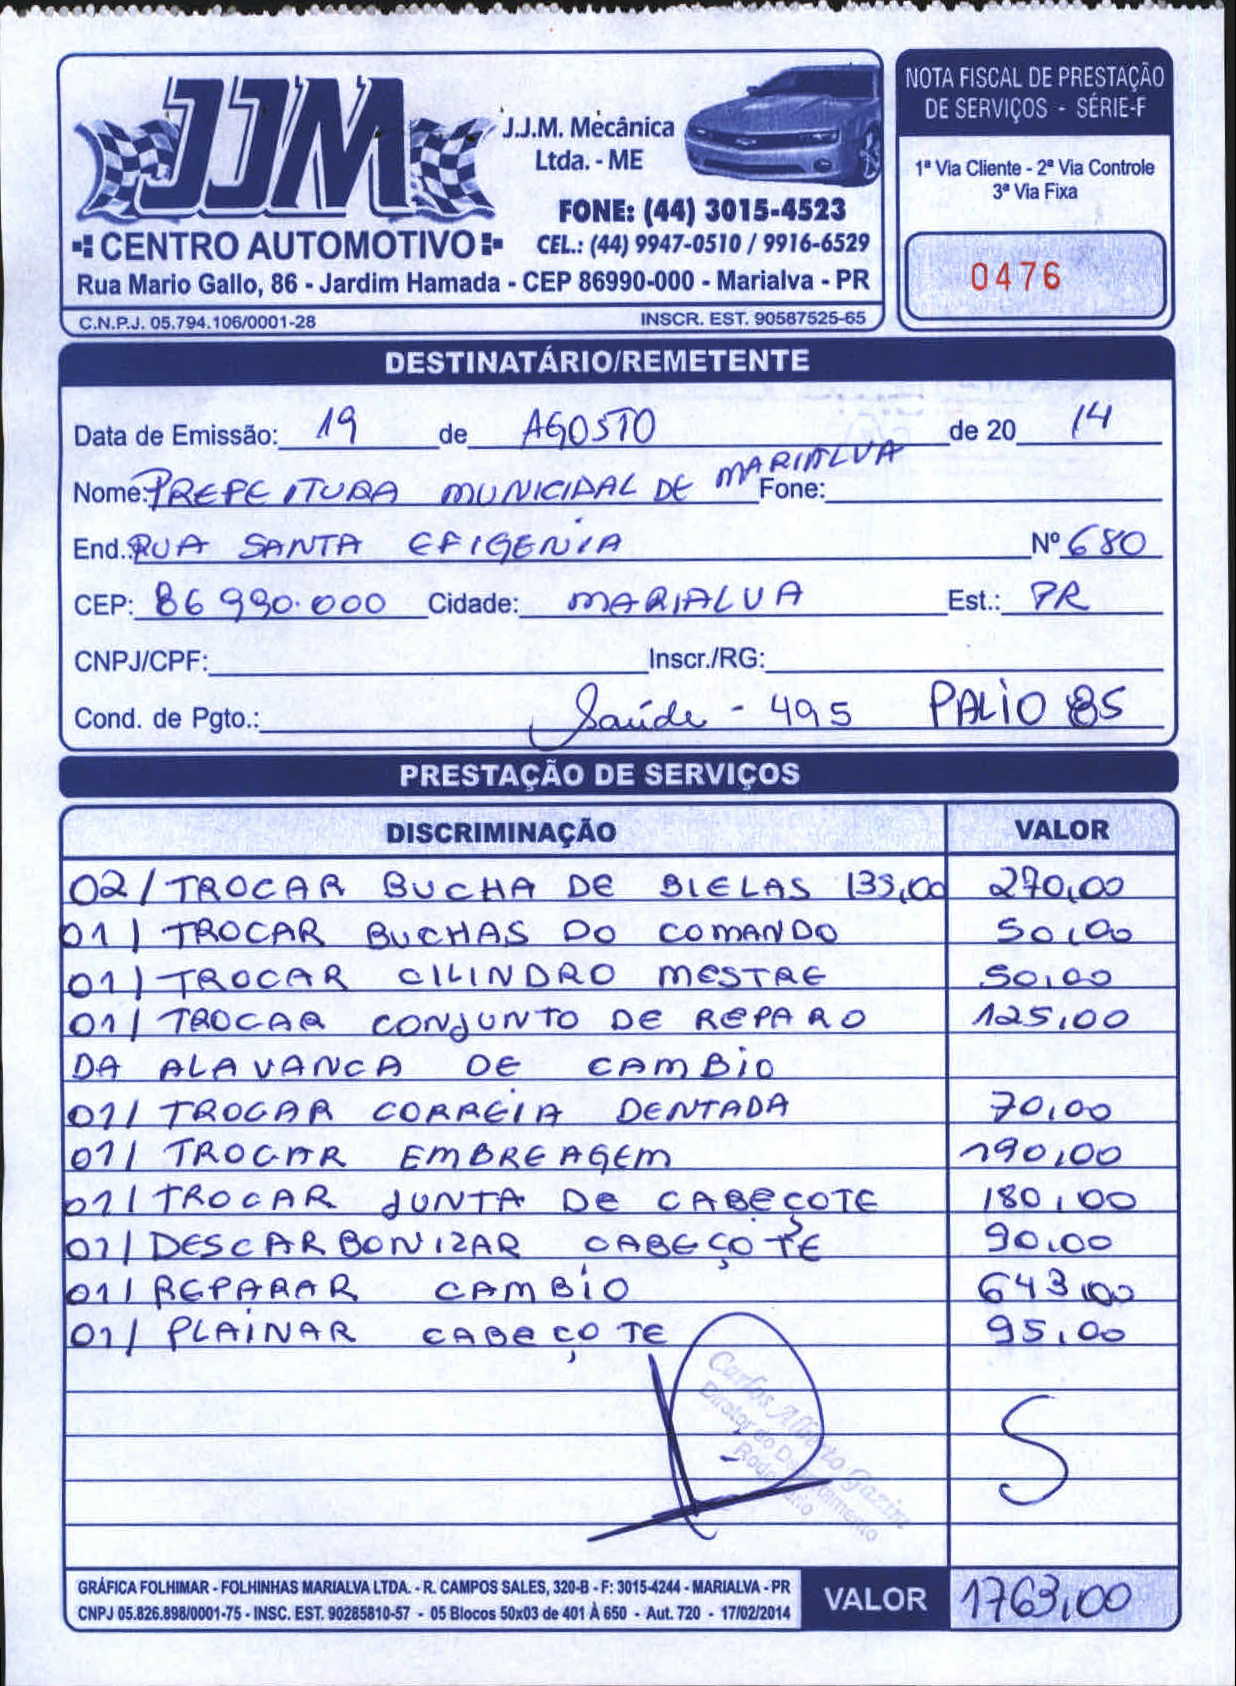 JJM
CENTRO AUTOMOTIVO
J.J.M. Mecânica
Ltda. - ME
FONE: (44) 3015-4523
CEL.: (44) 9947-0510 / 9916-6529
Rua Mario Gallo, 86 - Jardim Hamada - CEP 86990-000 - Marialva - PR
C.N.P.J. 05.794.106/0001-28 INSCR. EST. 90587525-65
NOTA FISCAL DE PRESTAÇÃO
DE SERVIÇOS - SÉRIE-F
1ª Via Cliente - 2ª Via Controle
3ª Via Fixa
0476
DESTINATÁRIO/REMETENTE
Data de Emissão: 19 de AGOSTO de 20 14
Nome: PREFEITURA MUNICIPAL DE MARIALVA Fone:
End.: RUA SANTA EFIGENIA Nº 680
CEP: 86990.000 Cidade: MARIALVA Est.: PR
CNPJ/CPF: Inscr./RG:
Cond. de Pgto.: Saúde - 495 PALIO 85
PRESTAÇÃO DE SERVIÇOS
DISCRIMINAÇÃO VALOR
02/ TROCAR BUCHA DE BIELAS 135,00 270,00
01/ TROCAR BUCHAS DO COMANDO 50,00
01/ TROCAR CILINDRO MESTRE 50,00
01/ TROCAR CONJUNTO DE REPARO 125,00
DA ALAVANCA DE CAMBIO
01/ TROCAR CORREIA DENTADA 70,00
01/ TROCAR EMBREAGEM 190,00
01/ TROCAR JUNTA DE CABEÇOTE 180,00
01/ DESCARBONIZAR CABEÇOTE 90,00
01/ REPARAR CAMBIO 643,00
01/ PLAINAR CABEÇOTE 95,00
Carlos Alberto Gazim
Diretor do Departamento
Rodoviário
GRÁFICA FOLHIMAR - FOLHINHAS MARIALVA LTDA. - R. CAMPOS SALES, 320-B - F: 3015-4244 - MARIALVA - PR
CNPJ 05.826.898/0001-75 - INSC. EST. 90285810-57 - 05 Blocos 50x03 de 401 À 650 - Aut. 720 - 17/02/2014
VALOR 1763,00